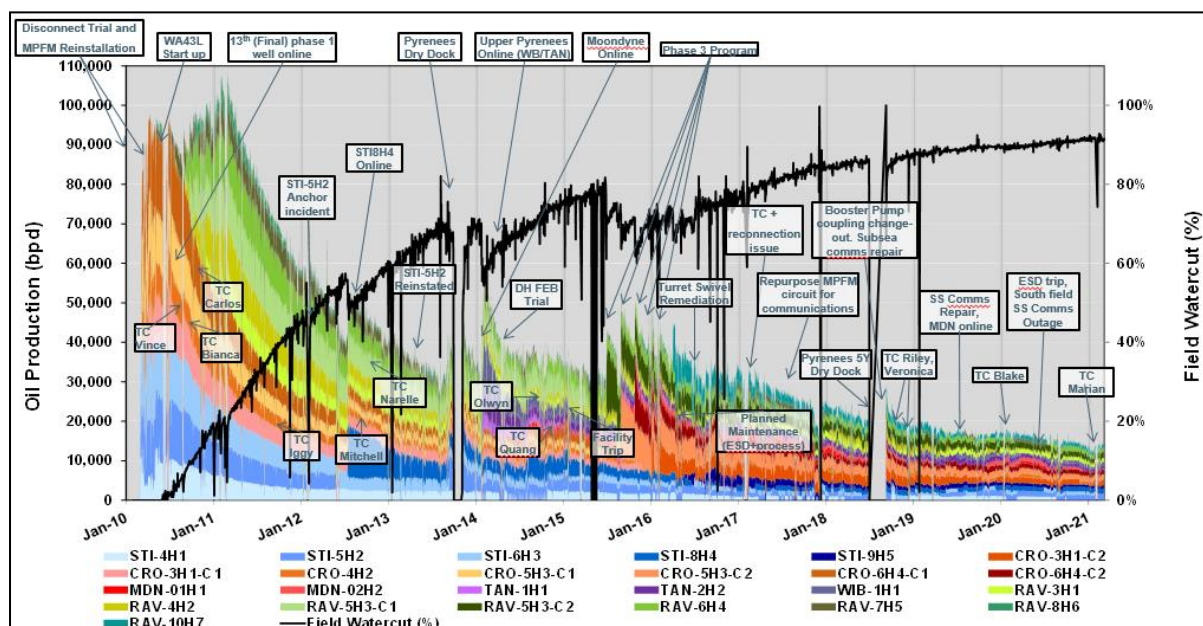 Disconnect Trial and
MPFM Reinstallation
WA43L
Start up
13th (Final) phase 1
well online
Pyrenees
Dry Dock
Upper Pyrenees
Online (WB/TAN)
Moondyne
Online
Phase 3 Program
110,000
100,000
90,000
80,000
70,000
60,000
50,000
40,000
30,000
20,000
10,000
0
Oil Production (bpd)
100%
80%
60%
40%
20%
0%
Field Watercut (%)
STI8H4
Online
STI-5H2
Anchor
incident
TC +
reconnection
issue
Booster Pump
coupling change-
out. Subsea
comms repair
TC
Carlos
TC
Vince
TC
Bianca
STI-5H2
Reinstated
DH FEB
Trial
Turret Swivel
Remediation
Repurpose MPFM
circuit for
communications
SS Comms
Repair,
MDN online
ESD trip,
South field
SS Comms
Outage
TC
Narelle
TC
Olwyn
Pyrenees 5Y
Dry Dock
TC Riley,
Veronica
TC Blake
TC
Marian
TC
Iggy
TC
Mitchell
TC
Quang
Facility
Trip
Planned
Maintenance
(ESD+process)
Jan-10
Jan-11
Jan-12
Jan-13
Jan-14
Jan-15
Jan-16
Jan-17
Jan-18
Jan-19
Jan-20
Jan-21
STI-4H1 STI-5H2 STI-6H3 STI-8H4 STI-9H5 CRO-3H1-C2
CRO-3H1-C1 CRO-4H2 CRO-5H3-C1 CRO-5H3-C2 CRO-6H4-C1 CRO-6H4-C2
MDN-01H1 MDN-02H2 TAN-1H1 TAN-2H2 WIB-1H1 RAV-3H1
RAV-4H2 RAV-5H3-C1 RAV-5H3-C2 RAV-6H4 RAV-7H5 RAV-8H6
RAV-10H7 Field Watercut (%)